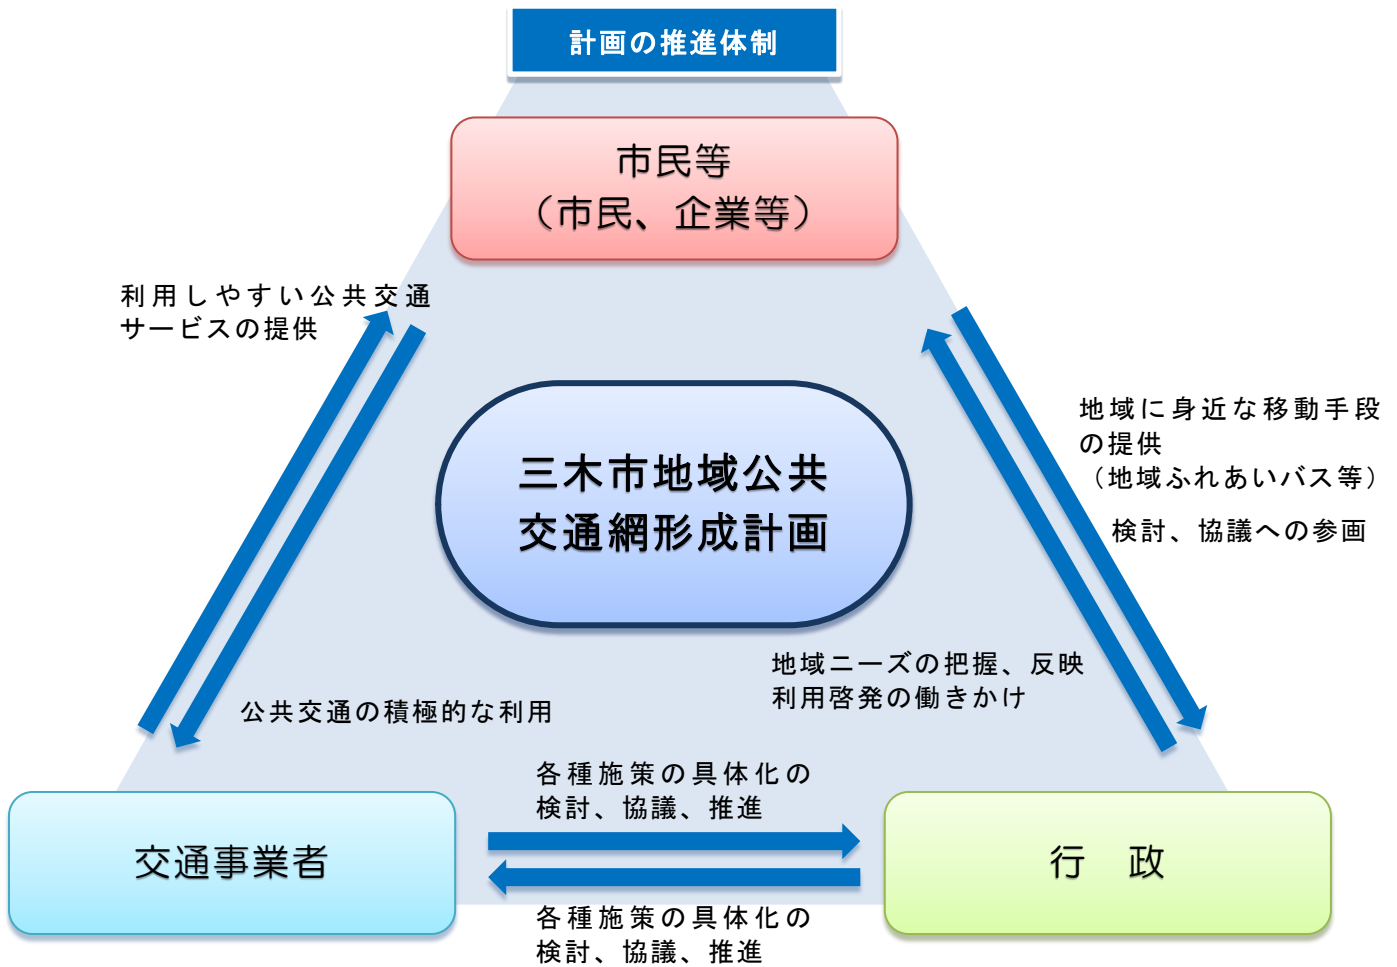 計画の推進体制
市民等
（市民、企業等）
利用しやすい公共交通
サービスの提供
地域に身近な移動手段
の提供
（地域ふれあいバス等）
検討、協議への参画
三木市地域公共
交通網形成計画
地域ニーズの把握、反映
利用啓発の働きかけ
公共交通の積極的な利用
各種施策の具体化の
検討、協議、推進
交通事業者
行　政
各種施策の具体化の
検討、協議、推進